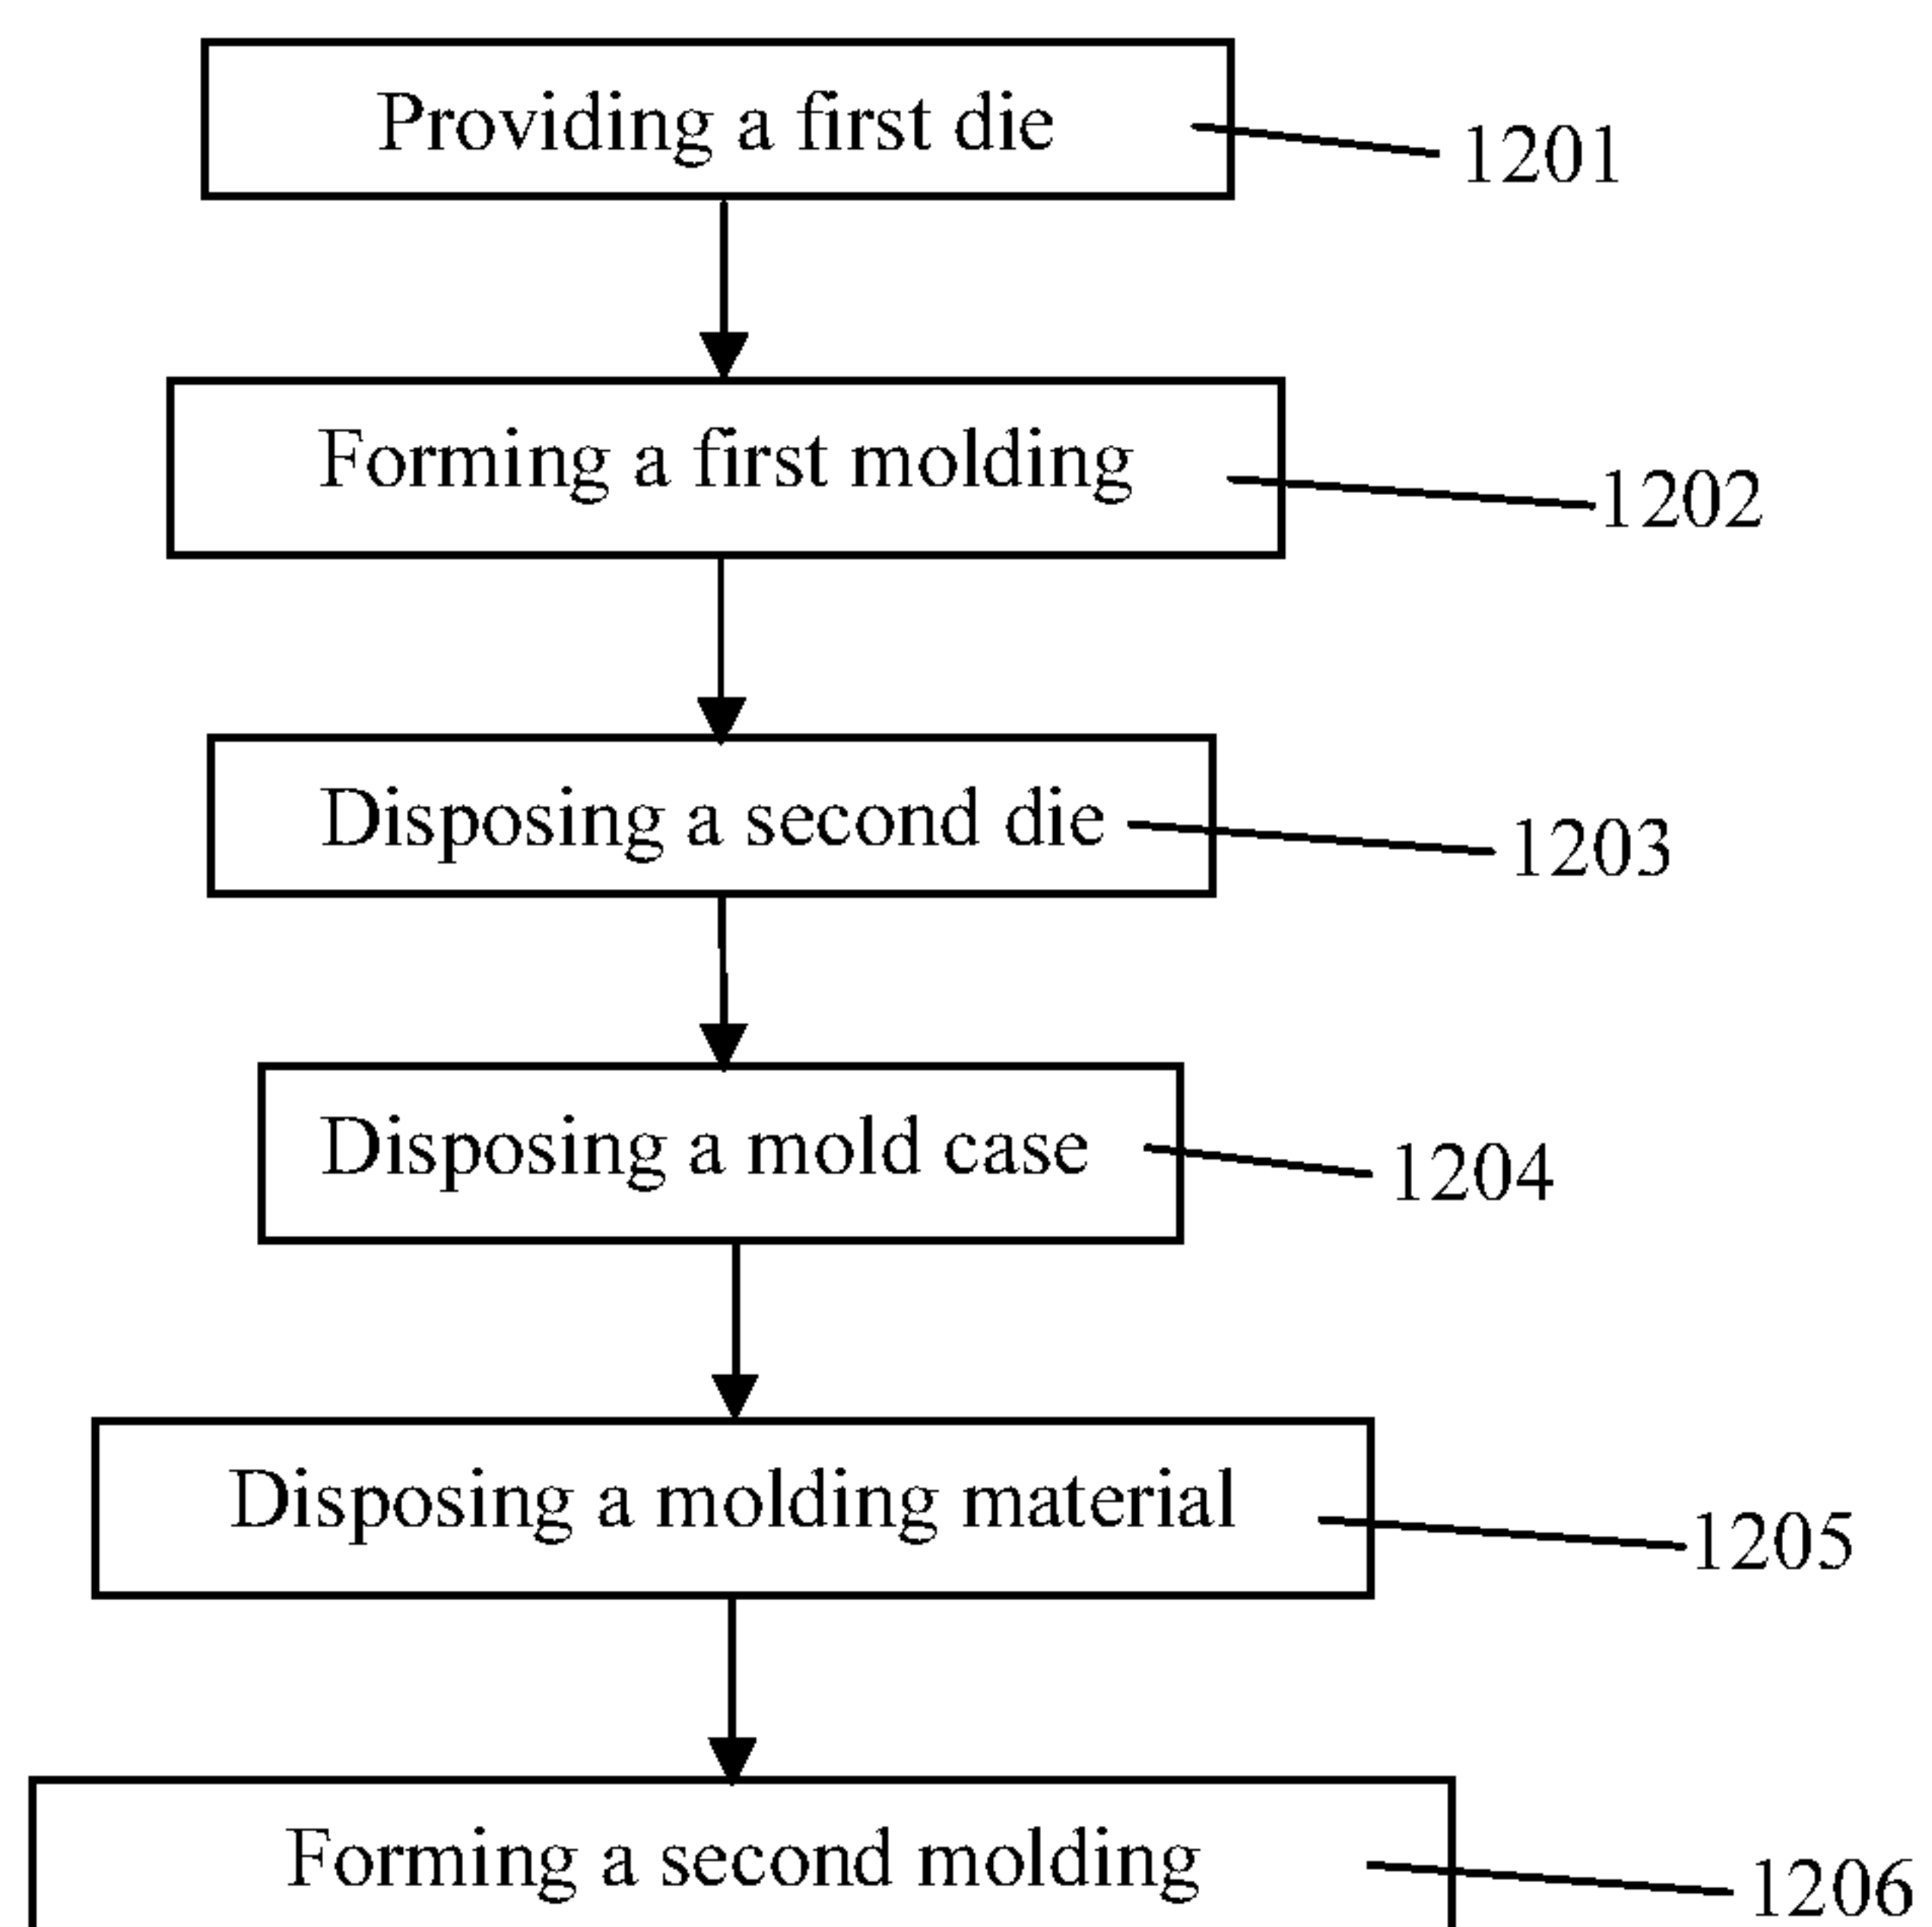 Providing a first die
1201
Forming a first molding
1202
Disposing a second die
1203
Disposing a mold case
1204
Disposing a molding material
1205
Forming a second molding
1206